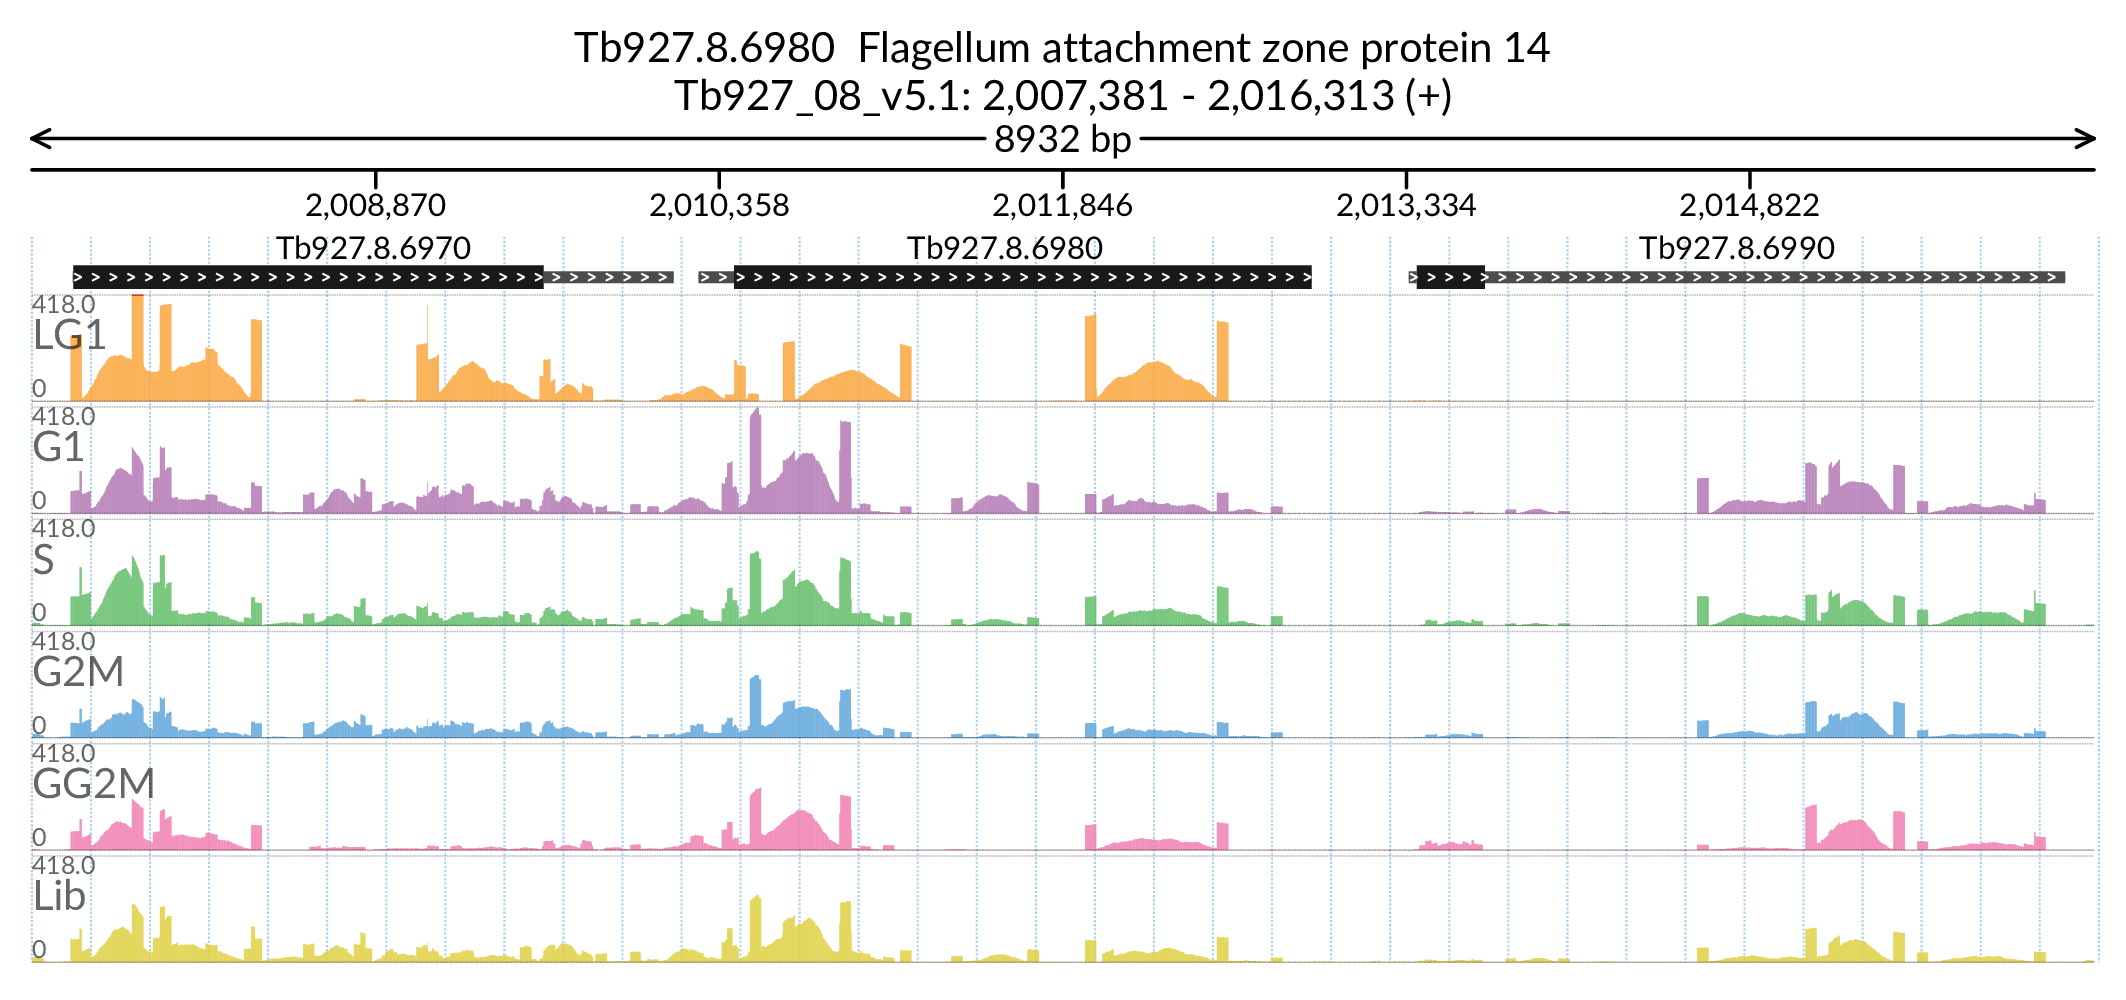 Tb927.8.6980  Flagellum attachment zone protein 14
Tb927_08_v5.1: 2,007,381 - 2,016,313 (+)
8932 bp
2,008,870 2,010,358 2,011,846 2,013,334 2,014,822
Tb927.8.6970 Tb927.8.6980 Tb927.8.6990
418.0
LG1
0
418.0
G1
0
418.0
S
0
418.0
G2M
0
418.0
GG2M
0
418.0
Lib
0